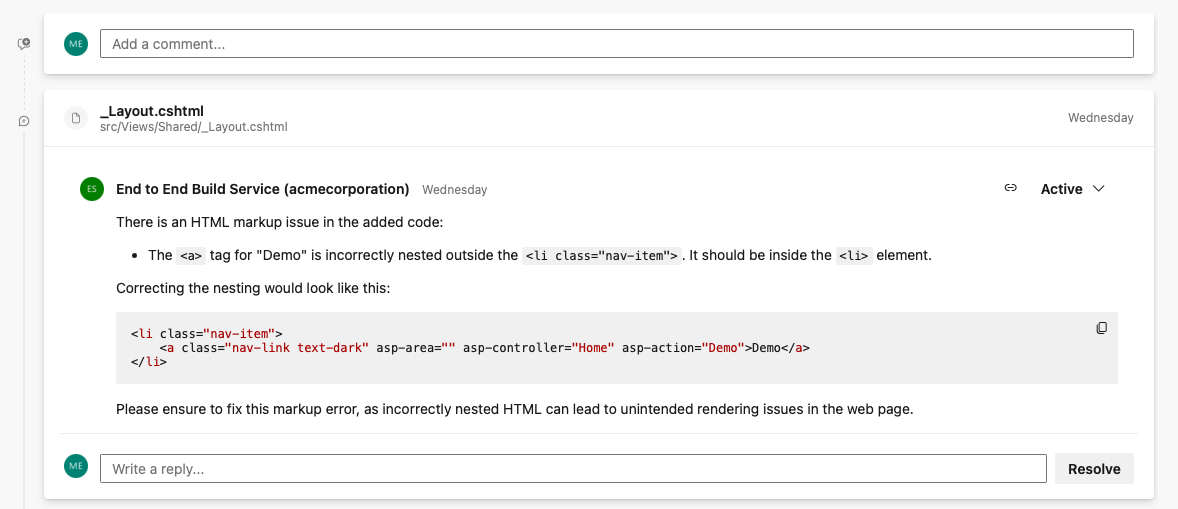 ME
Add a comment...
_Layout.cshtml
src/Views/Shared/_Layout.cshtml
Wednesday
ES
End to End Build Service (acmecorporation) Wednesday
Active
There is an HTML markup issue in the added code:
• The <a> tag for "Demo" is incorrectly nested outside the <li class="nav-item">. It should be inside the <li> element.
Correcting the nesting would look like this:
<li class="nav-item">
    <a class="nav-link text-dark" asp-area="" asp-controller="Home" asp-action="Demo">Demo</a>
</li>
Please ensure to fix this markup error, as incorrectly nested HTML can lead to unintended rendering issues in the web page.
ME
Write a reply...
Resolve